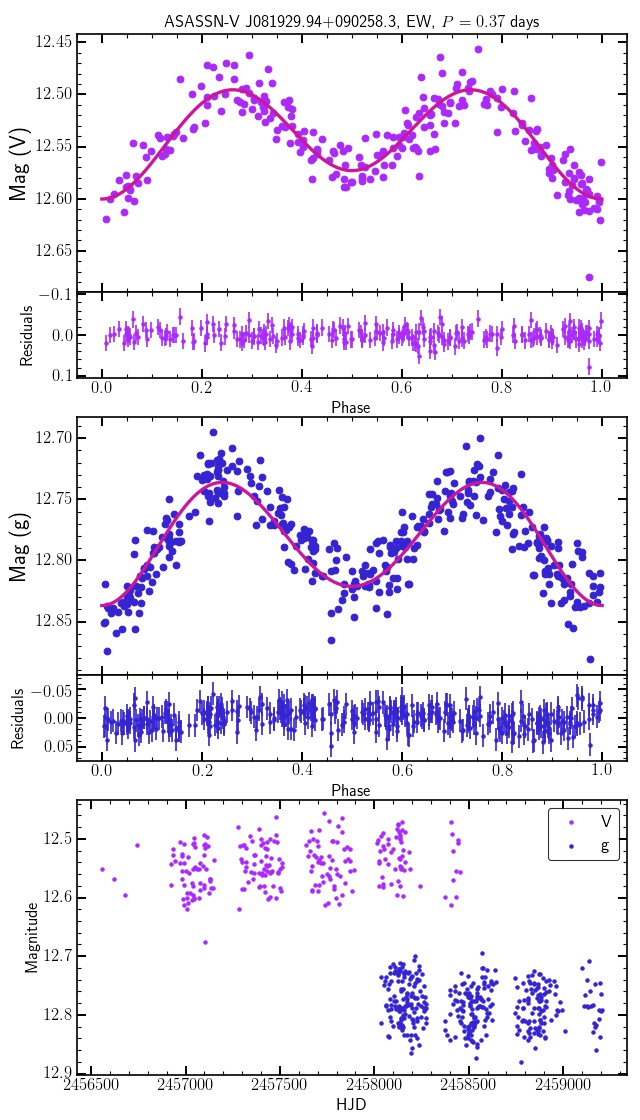 ASASSN-V J081929.94+090258.3, EW, P = 0.37 days
12.45
12.50
12.55
12.60
12.65
Mag (V)
−0.1
0.0
0.1
Residuals
0.0 0.2 0.4 0.6 0.8 1.0
Phase
12.70
12.75
12.80
12.85
Mag (g)
−0.05
0.00
0.05
Residuals
0.0 0.2 0.4 0.6 0.8 1.0
Phase
V
g
12.5
12.6
12.7
12.8
12.9
Magnitude
2456500 2457000 2457500 2458000 2458500 2459000
HJD